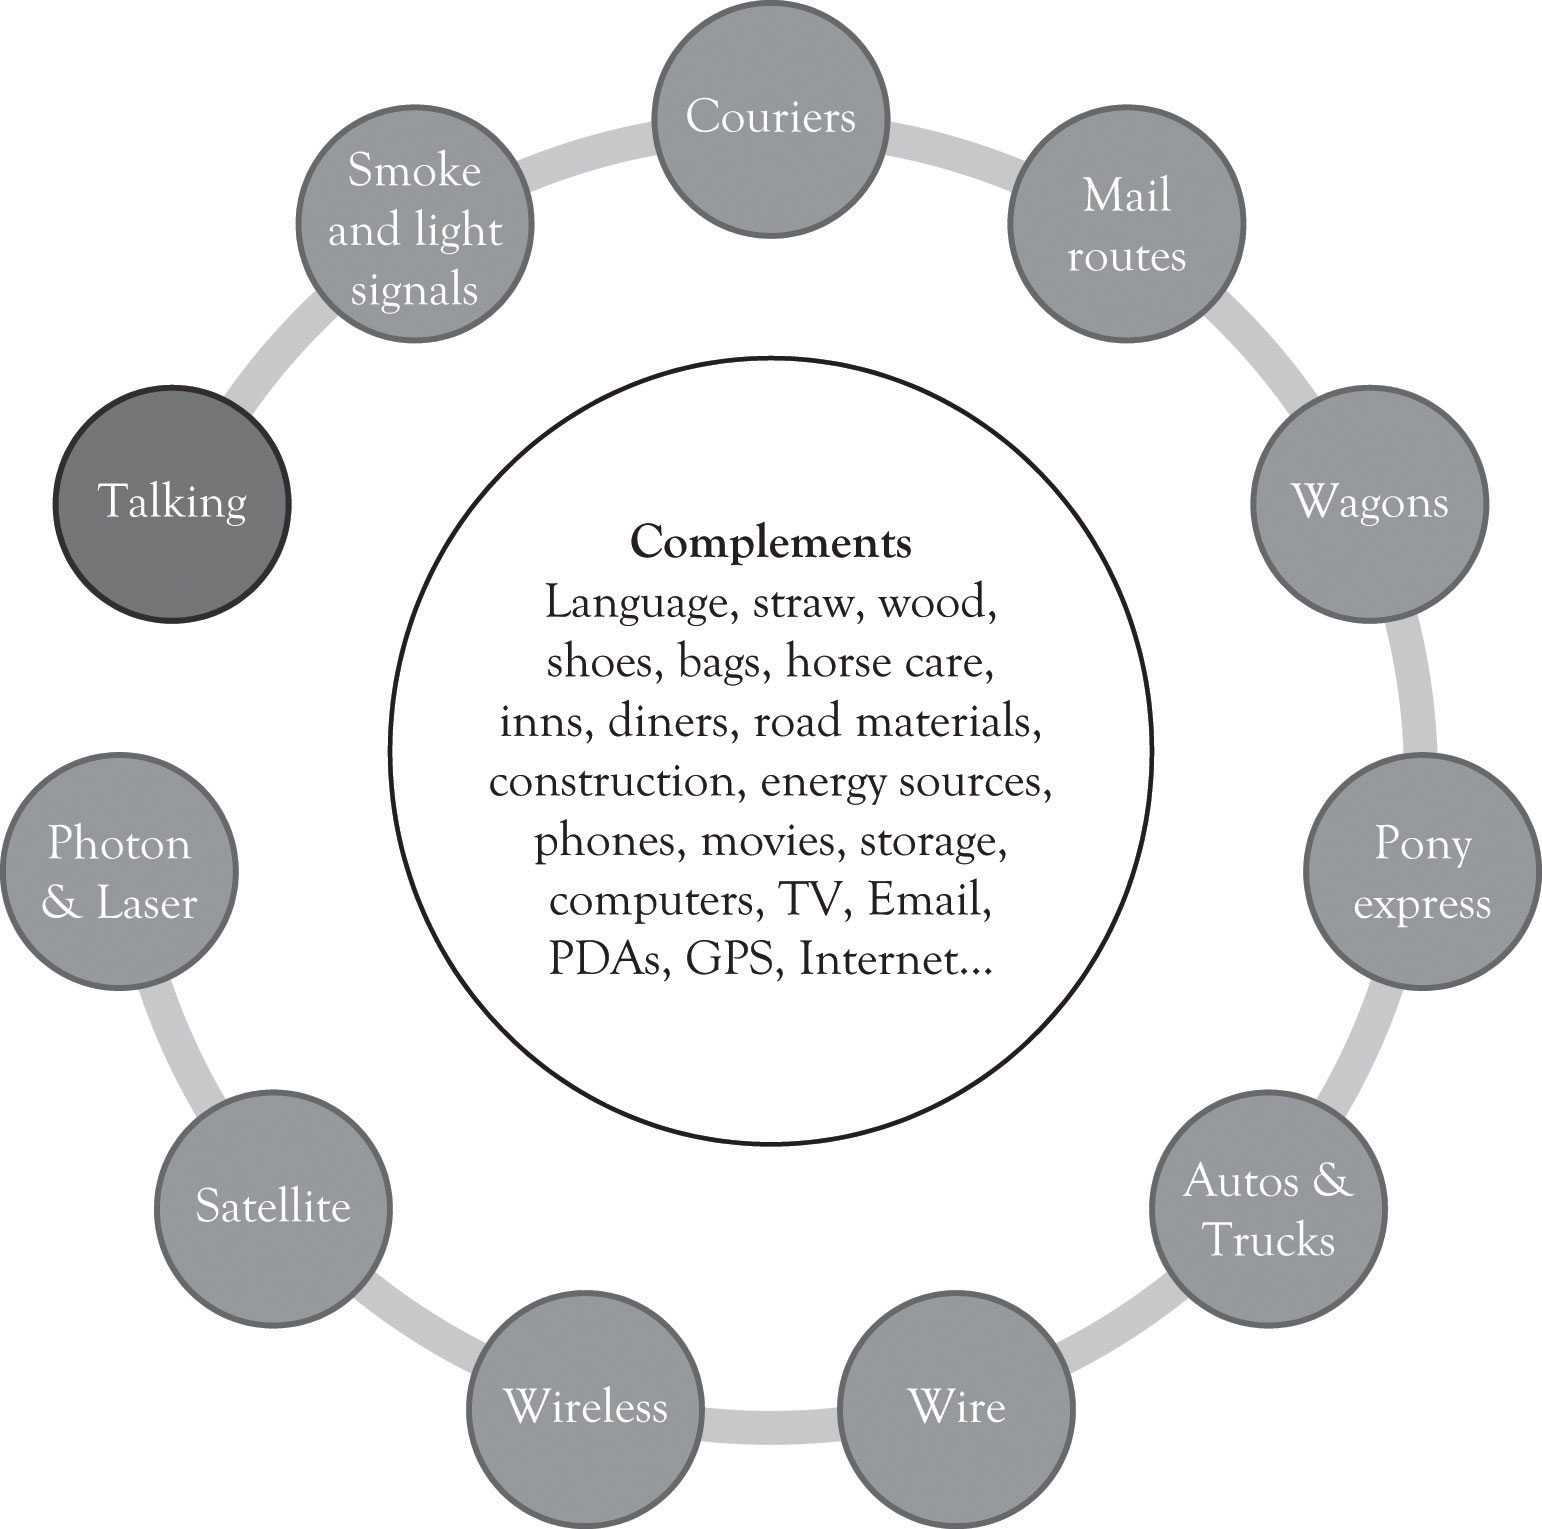 Couriers
Smoke
and light
signals
Mail
routes
Talking
Wagons
Complements
Language, straw, wood,
shoes, bags, horse care,
inns, diners, road materials,
construction, energy sources,
phones, movies, storage,
computers, TV, Email,
PDAs, GPS, Internet...
Photon
& Laser
Pony
express
Satellite
Autos &
Trucks
Wireless
Wire